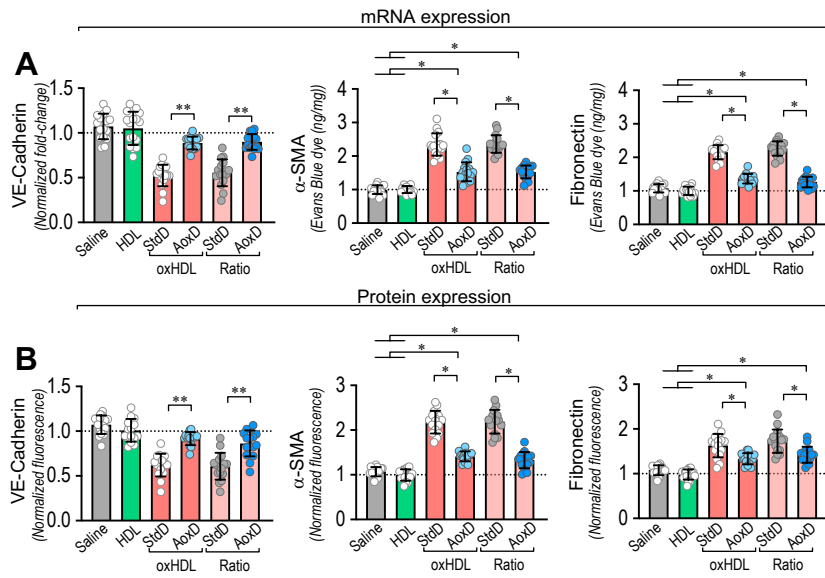 mRNA expression
A
VE-Cadherin
(Normalized fold-change)
1.5
1.0
0.5
0.0
**
**
Saline
HDL
StdD
AoxD
StdD
AoxD
oxHDL
Ratio
α-SMA
(Evans Blue dye (ng/mg))
4
3
2
1
0
*
*
*
*
Saline
HDL
StdD
AoxD
StdD
AoxD
oxHDL
Ratio
Fibronectin
(Evans Blue dye (ng/mg))
4
3
2
1
0
*
*
*
*
Saline
HDL
StdD
AoxD
StdD
AoxD
oxHDL
Ratio
Protein expression
B
VE-Cadherin
(Normalized fluorescence)
1.5
1.0
0.5
0.0
**
**
Saline
HDL
StdD
AoxD
StdD
AoxD
oxHDL
Ratio
α-SMA
(Normalized fluorescence)
3
2
1
0
*
*
*
*
Saline
HDL
StdD
AoxD
StdD
AoxD
oxHDL
Ratio
Fibronectin
(Normalized fluorescence)
3
2
1
0
*
*
*
*
Saline
HDL
StdD
AoxD
StdD
AoxD
oxHDL
Ratio